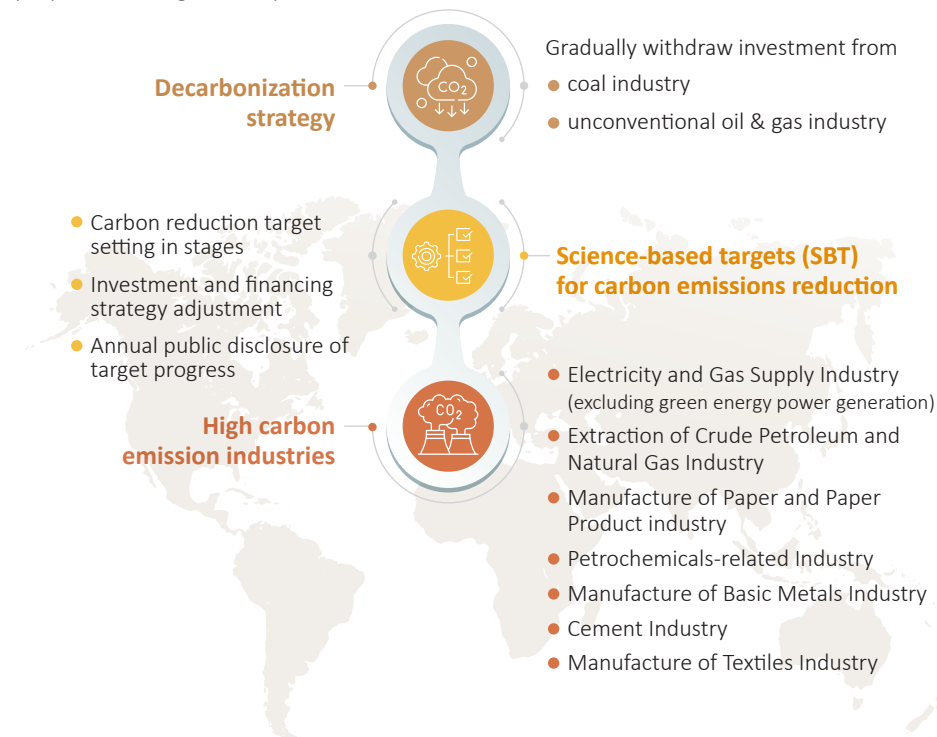 Decarbonization
strategy
CO2
Gradually withdraw investment from
coal industry
unconventional oil & gas industry
Carbon reduction target
setting in stages
Investment and financing
strategy adjustment
Annual public disclosure of
target progress
Science-based targets (SBT)
for carbon emissions reduction
High carbon
emission industries
CO2
Electricity and Gas Supply Industry
(excluding green energy power generation)
Extraction of Crude Petroleum and
Natural Gas Industry
Manufacture of Paper and Paper
Product industry
Petrochemicals-related Industry
Manufacture of Basic Metals Industry
Cement Industry
Manufacture of Textiles Industry